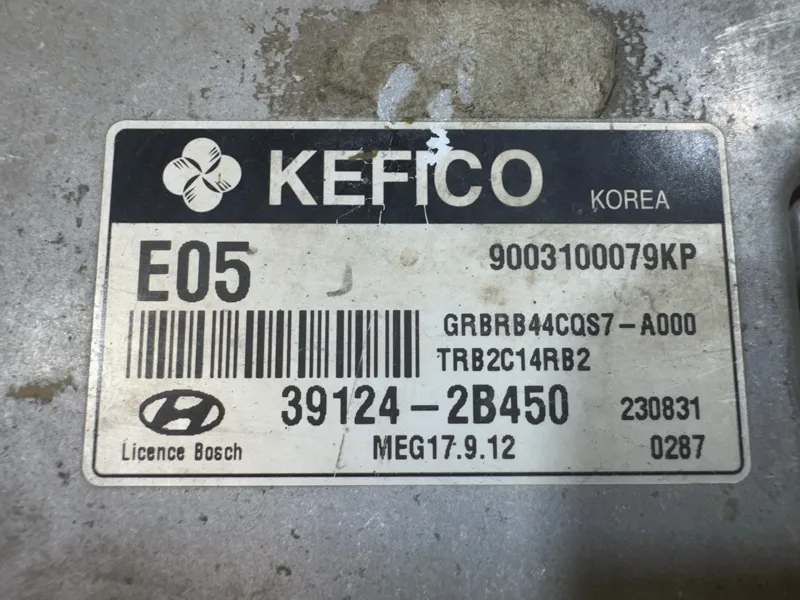 KEFICO KOREA
E05 9003100079KP
GRBRB44CQS7-A000
TRB2C14RB2
39124-2B450 230831
Licence Bosch MEG17.9.12 0287